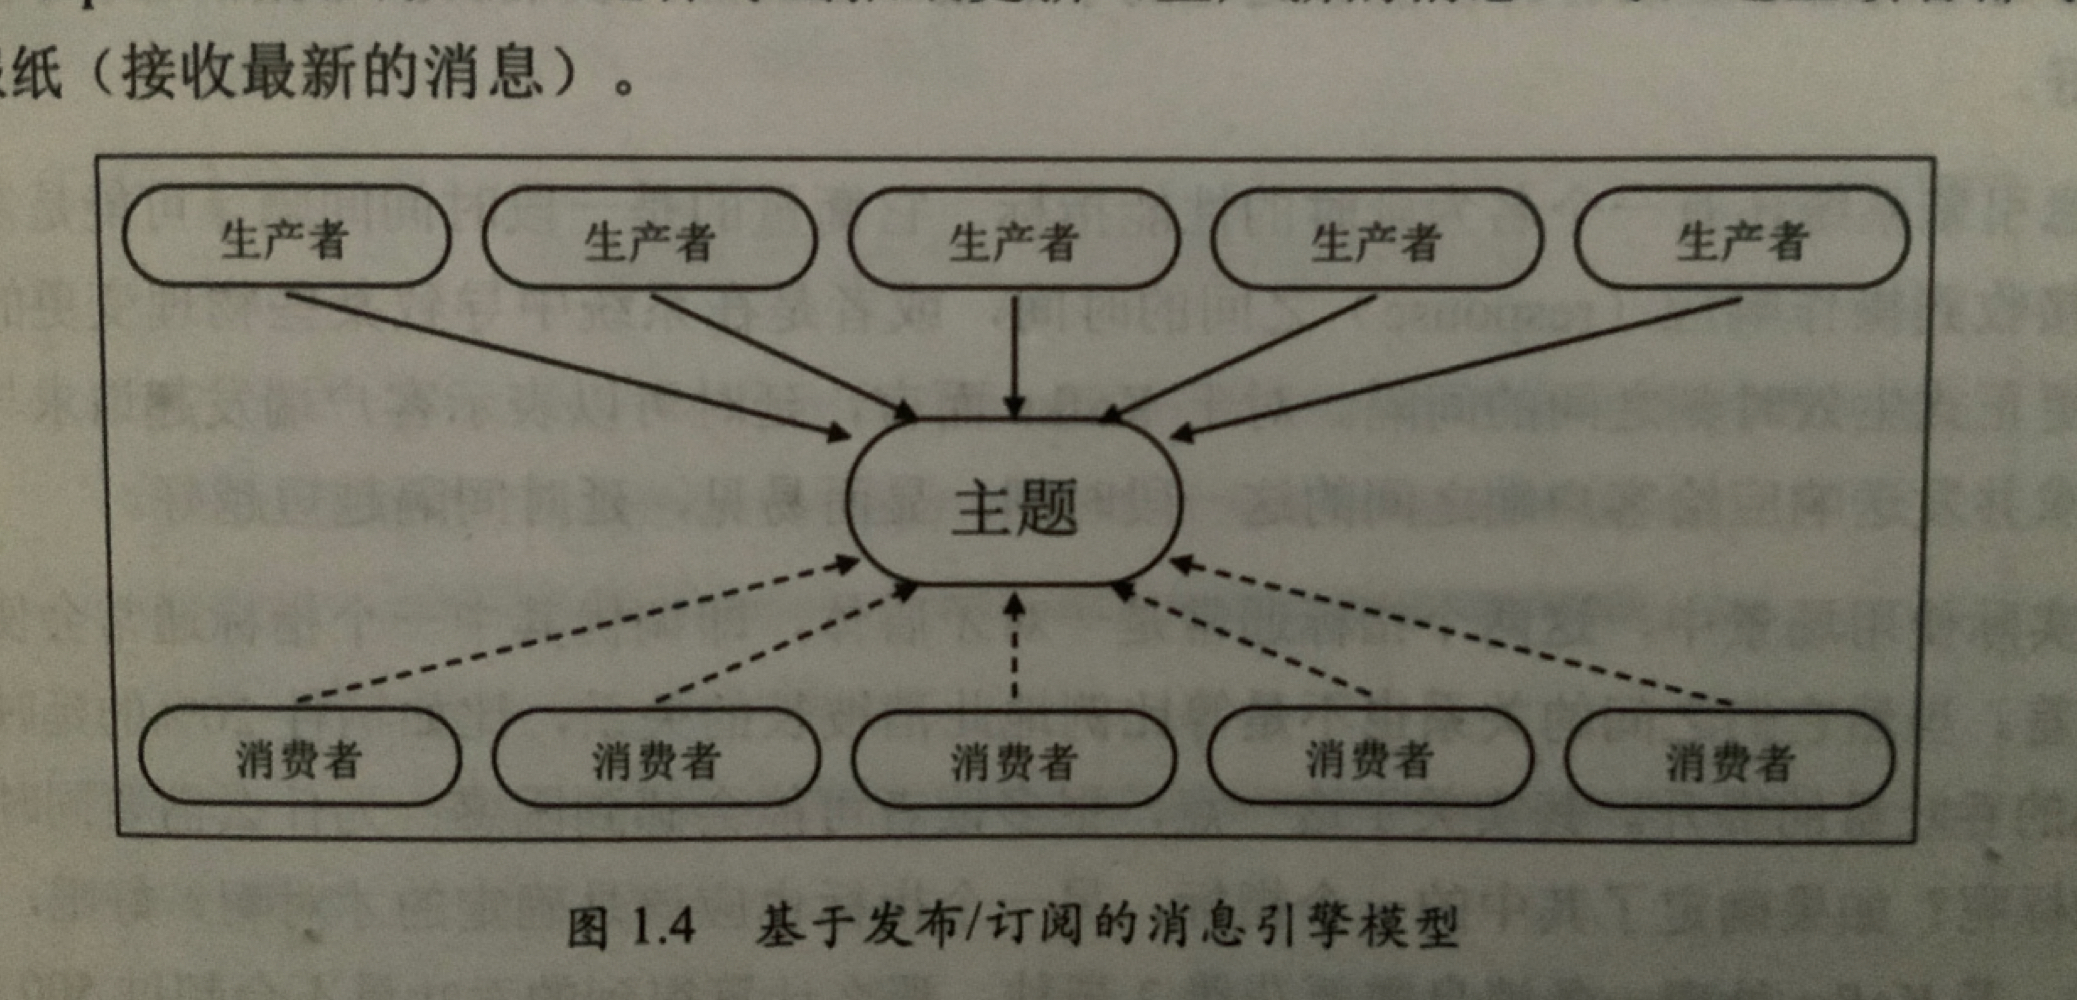 纸（接收最新的消息）。
生产者 生产者 生产者 生产者 生产者
主题
消费者 消费者 消费者 消费者 消费者
图 1.4 基于发布/订阅的消息引擎模型